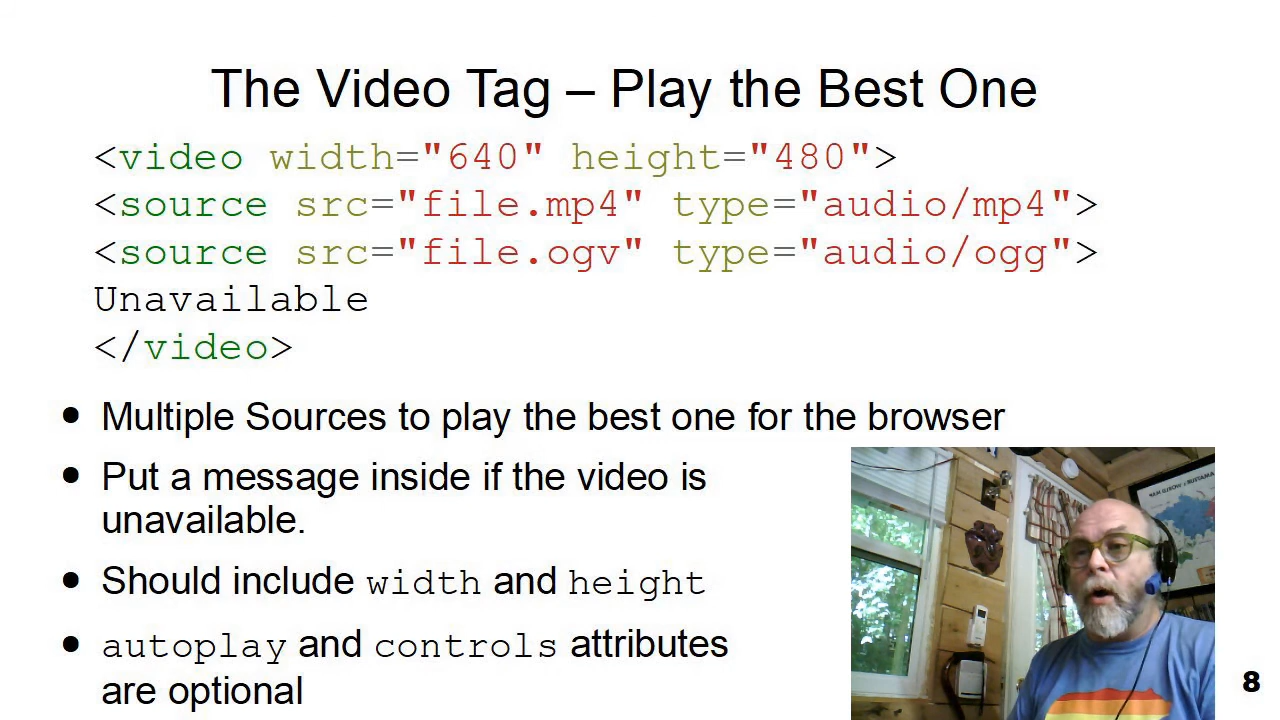 The Video Tag – Play the Best One
<video width="640" height="480">
<source src="file.mp4" type="audio/mp4">
<source src="file.ogv" type="audio/ogg">
Unavailable
</video>
● Multiple Sources to play the best one for the browser
● Put a message inside if the video is
unavailable.
● Should include width and height
● autoplay and controls attributes
are optional
8